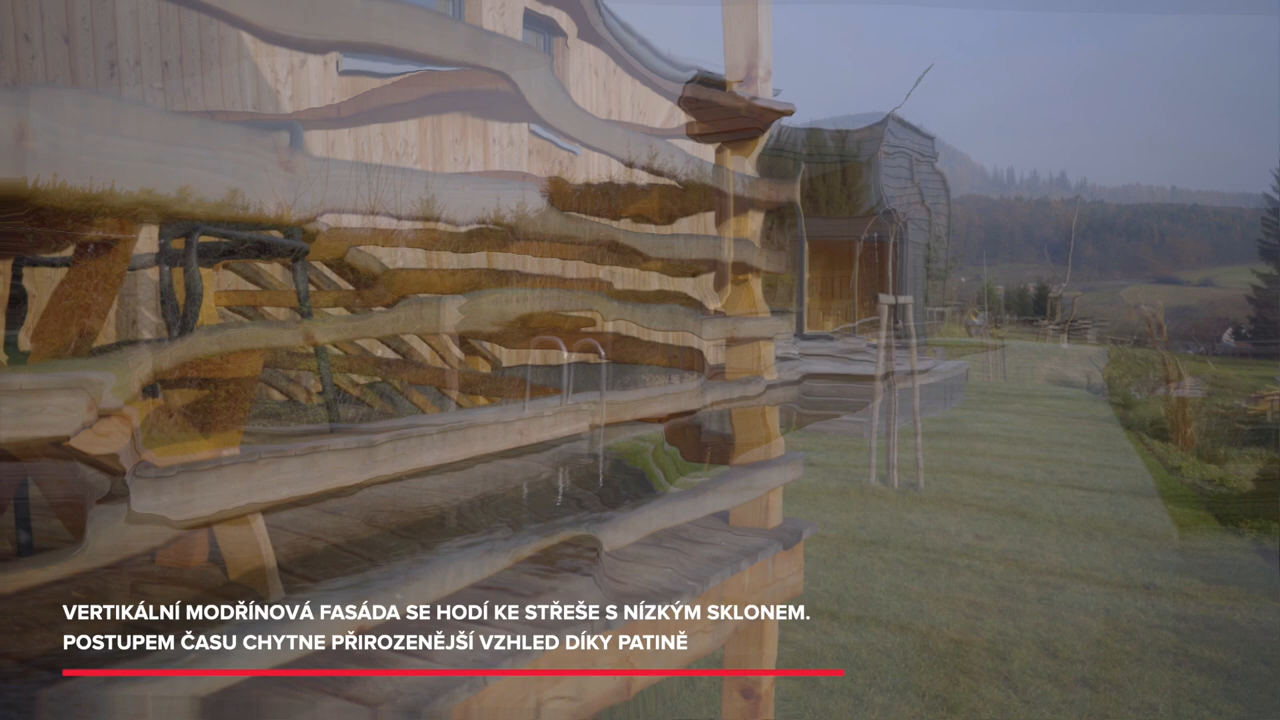 VERTIKÁLNÍ MODŘÍNOVÁ FASÁDA SE HODÍ KE STŘEŠE S NÍZKÝM SKLONEM.
POSTUPEM ČASU CHYTNE PŘIROZENĚJŠÍ VZHLED DÍKY PATINĚ